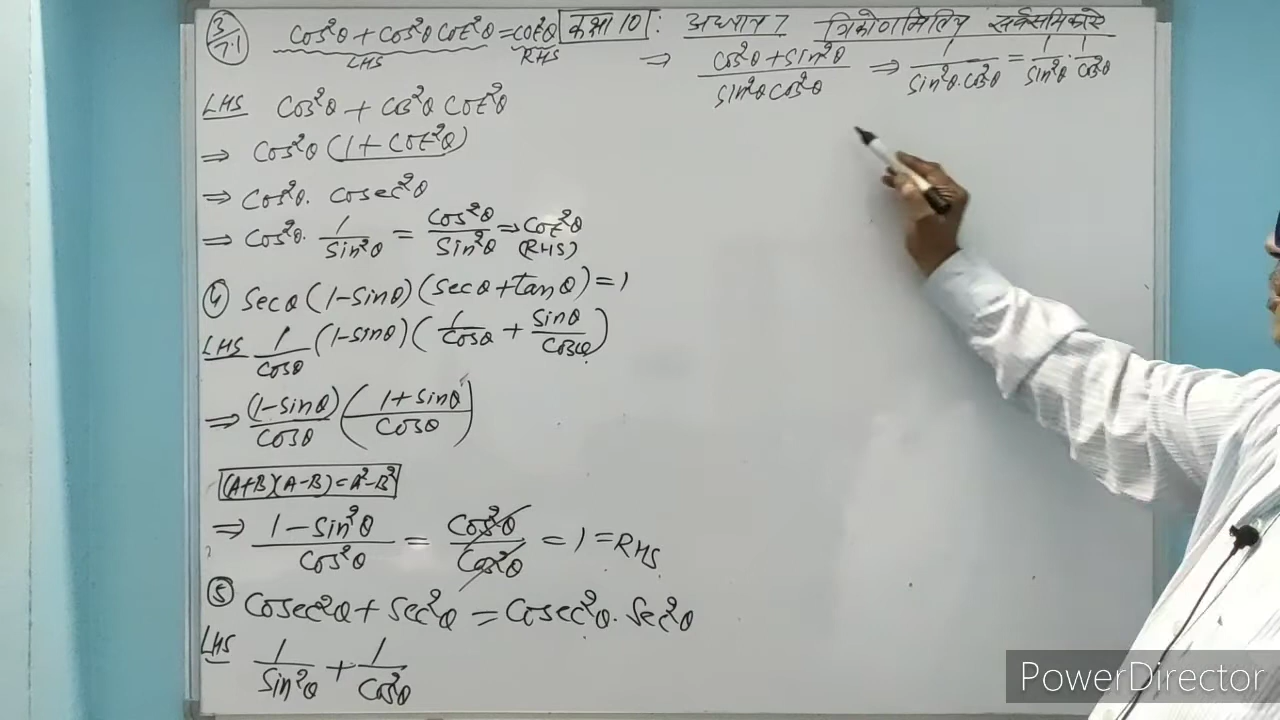 3/7.1 cos²θ + cos²θ cot²θ = cot²θ कक्षा 10 : अध्याय 7 त्रिकोणमितिय सर्वसमिकाऐ
LHS RHS
LHS cos²θ + cos²θ cot²θ
⇒ cos²θ (1 + cot²θ)
⇒ cos²θ. cosec²θ
⇒ cos²θ. 1/sin²θ = cos²θ/sin²θ ⇒ cot²θ (RHS)
4 secθ (1-sinθ)(secθ+tanθ)=1
LHS 1/cosθ (1-sinθ)(1/cosθ + sinθ/cosθ)
⇒ (1-sinθ)/cosθ ((1+sinθ)/cosθ)
(A+B)(A-B)=A²-B²
⇒ (1-sin²θ)/cos²θ = cos²θ/cos²θ = 1 = RHS
5 cosec²θ + sec²θ = cosec²θ. sec²θ
LHS 1/sin²θ + 1/cos²θ
⇒ (cos²θ + sin²θ)/(sin²θ cos²θ) ⇒ 1/(sin²θ.cos²θ) = 1/sin²θ . 1/cos²θ
PowerDirector